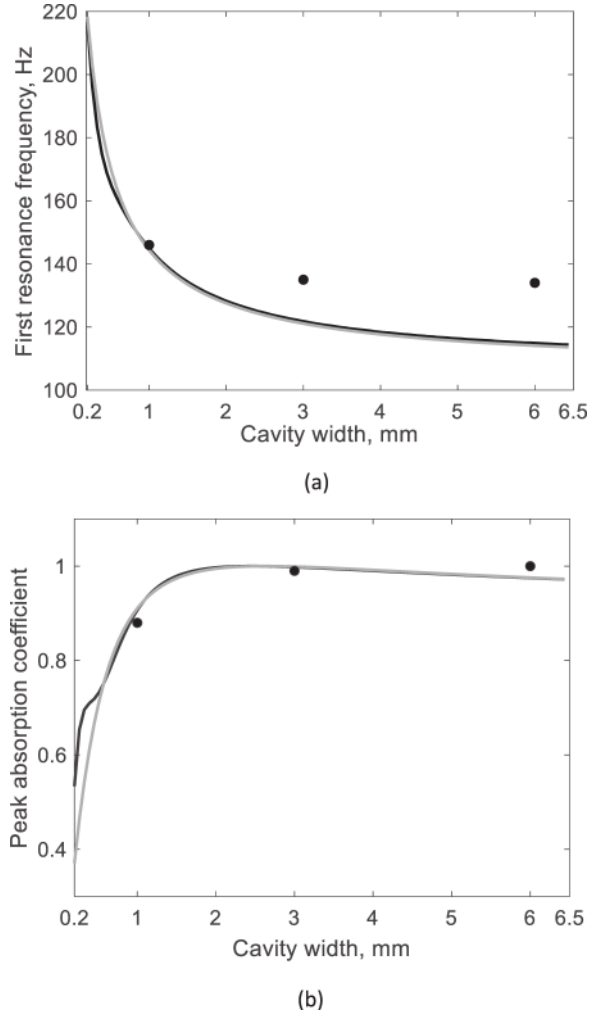 220
200
180
160
140
120
100
First resonance frequency, Hz
0.2 1 2 3 4 5 6 6.5
Cavity width, mm
(a)
1
0.8
0.6
0.4
Peak absorption coefficient
0.2 1 2 3 4 5 6 6.5
Cavity width, mm
(b)